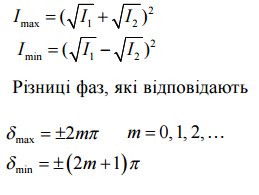 I_max = (√I₁ + √I₂)²
I_min = (√I₁ − √I₂)²
Різниці фаз, які відповідають
δ_max = ±2mπ m = 0, 1, 2, …
δ_min = ±(2m+1)π